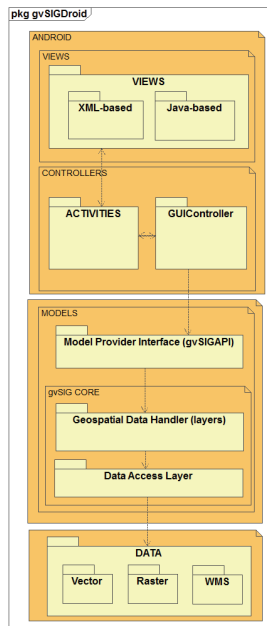 pkg gvSIGDroid
ANDROID
VIEWS
VIEWS
XML-based Java-based
CONTROLLERS
ACTIVITIES GUIController
MODELS
Model Provider Interface (gvSIGAPI)
gvSIG CORE
Geospatial Data Handler (layers)
Data Access Layer
DATA
Vector Raster WMS